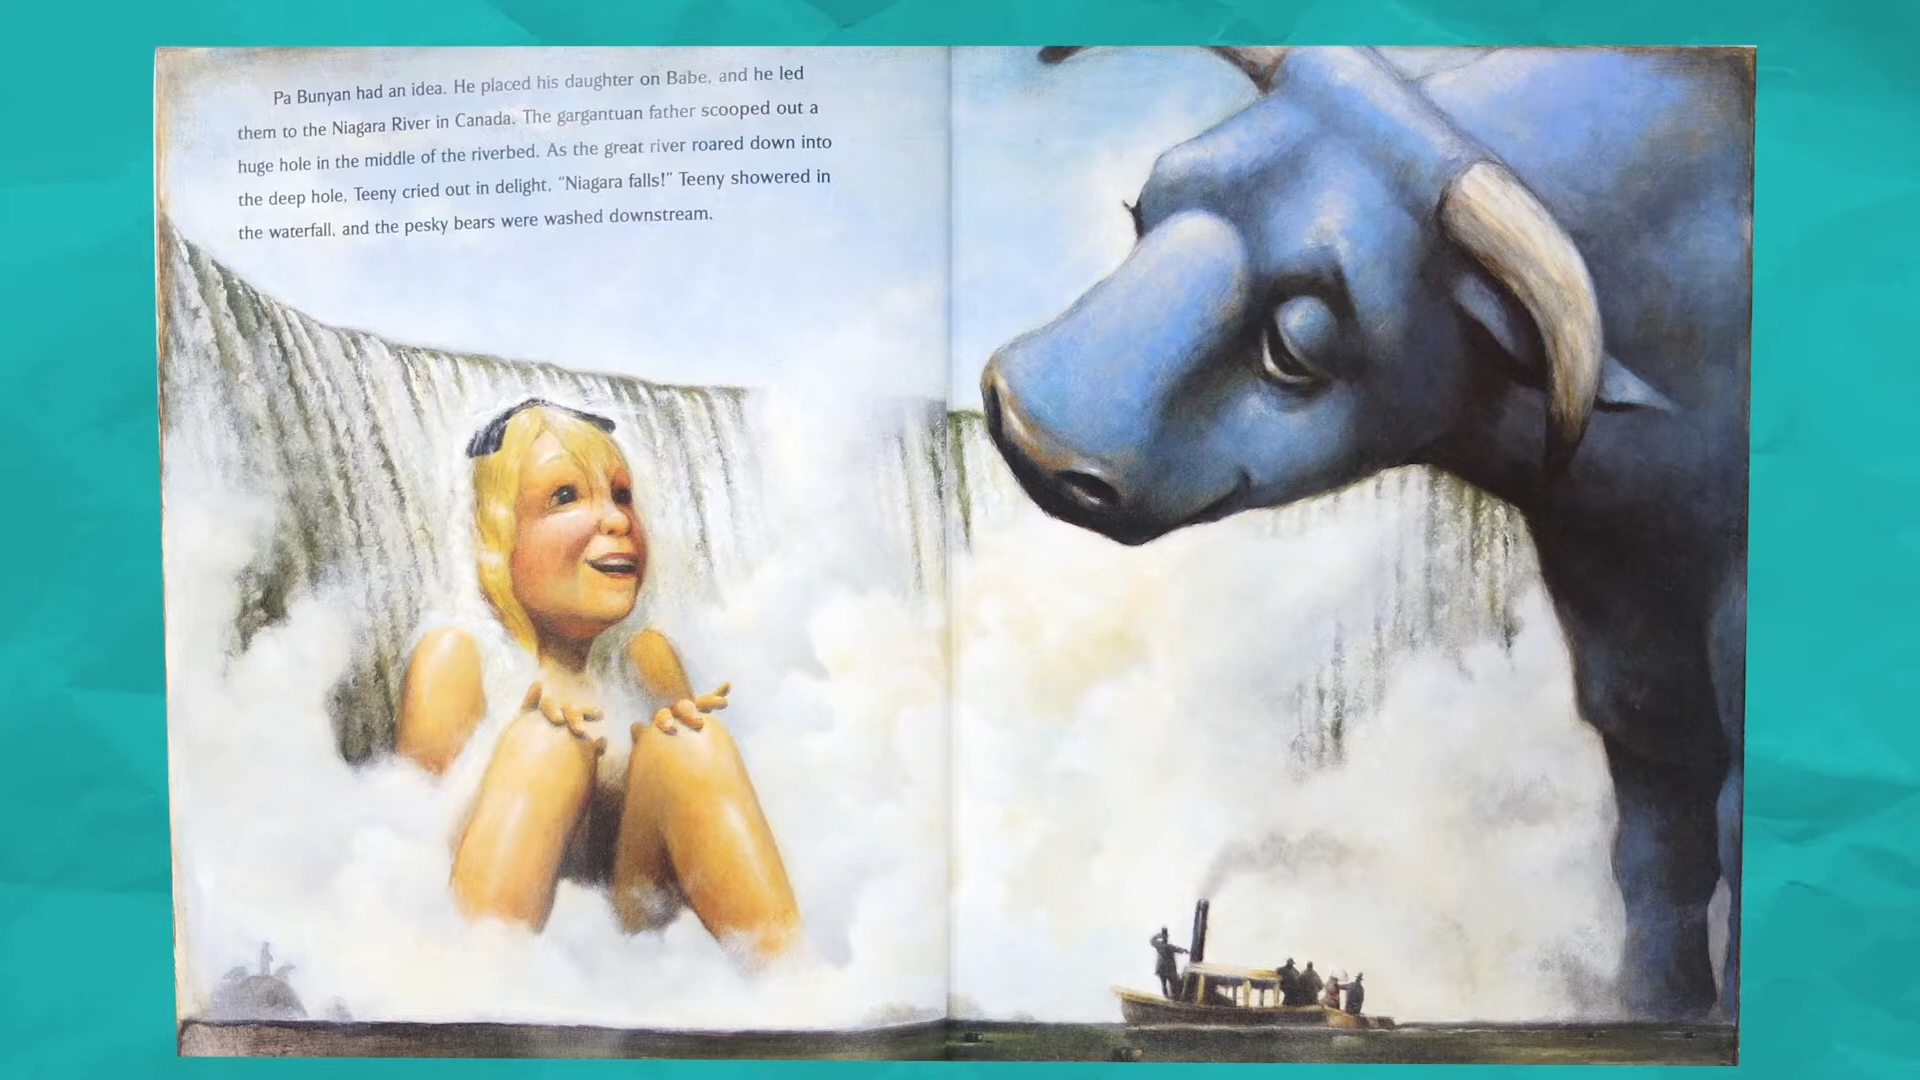 Pa Bunyan had an idea. He placed his daughter on Babe, and he led
them to the Niagara River in Canada. The gargantuan father scooped out a
huge hole in the middle of the riverbed. As the great river roared down into
the deep hole, Teeny cried out in delight, “Niagara falls!” Teeny showered in
the waterfall, and the pesky bears were washed downstream.